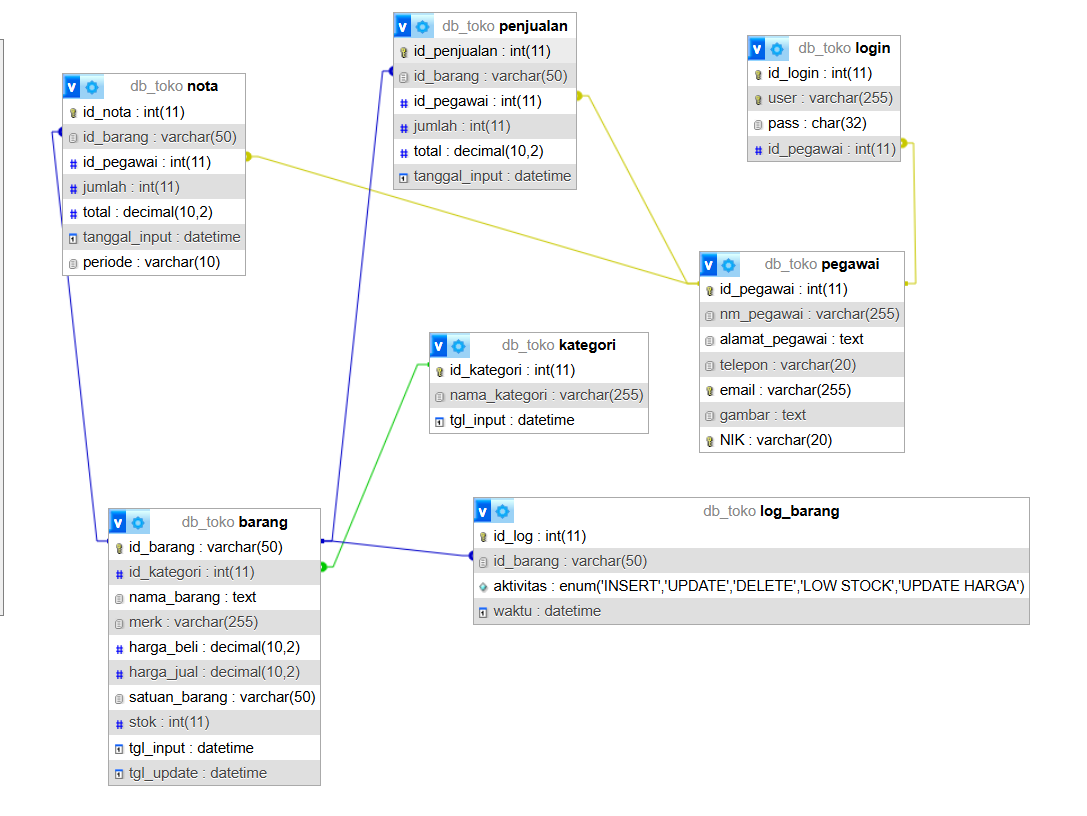 db_toko penjualan
id_penjualan : int(11)
id_barang : varchar(50)
id_pegawai : int(11)
jumlah : int(11)
total : decimal(10,2)
tanggal_input : datetime
db_toko login
id_login : int(11)
user : varchar(255)
pass : char(32)
id_pegawai : int(11)
db_toko nota
id_nota : int(11)
id_barang : varchar(50)
id_pegawai : int(11)
jumlah : int(11)
total : decimal(10,2)
tanggal_input : datetime
periode : varchar(10)
db_toko pegawai
id_pegawai : int(11)
nm_pegawai : varchar(255)
alamat_pegawai : text
telepon : varchar(20)
email : varchar(255)
gambar : text
NIK : varchar(20)
db_toko kategori
id_kategori : int(11)
nama_kategori : varchar(255)
tgl_input : datetime
db_toko barang
id_barang : varchar(50)
id_kategori : int(11)
nama_barang : text
merk : varchar(255)
harga_beli : decimal(10,2)
harga_jual : decimal(10,2)
satuan_barang : varchar(50)
stok : int(11)
tgl_input : datetime
tgl_update : datetime
db_toko log_barang
id_log : int(11)
id_barang : varchar(50)
aktivitas : enum('INSERT','UPDATE','DELETE','LOW STOCK','UPDATE HARGA')
waktu : datetime